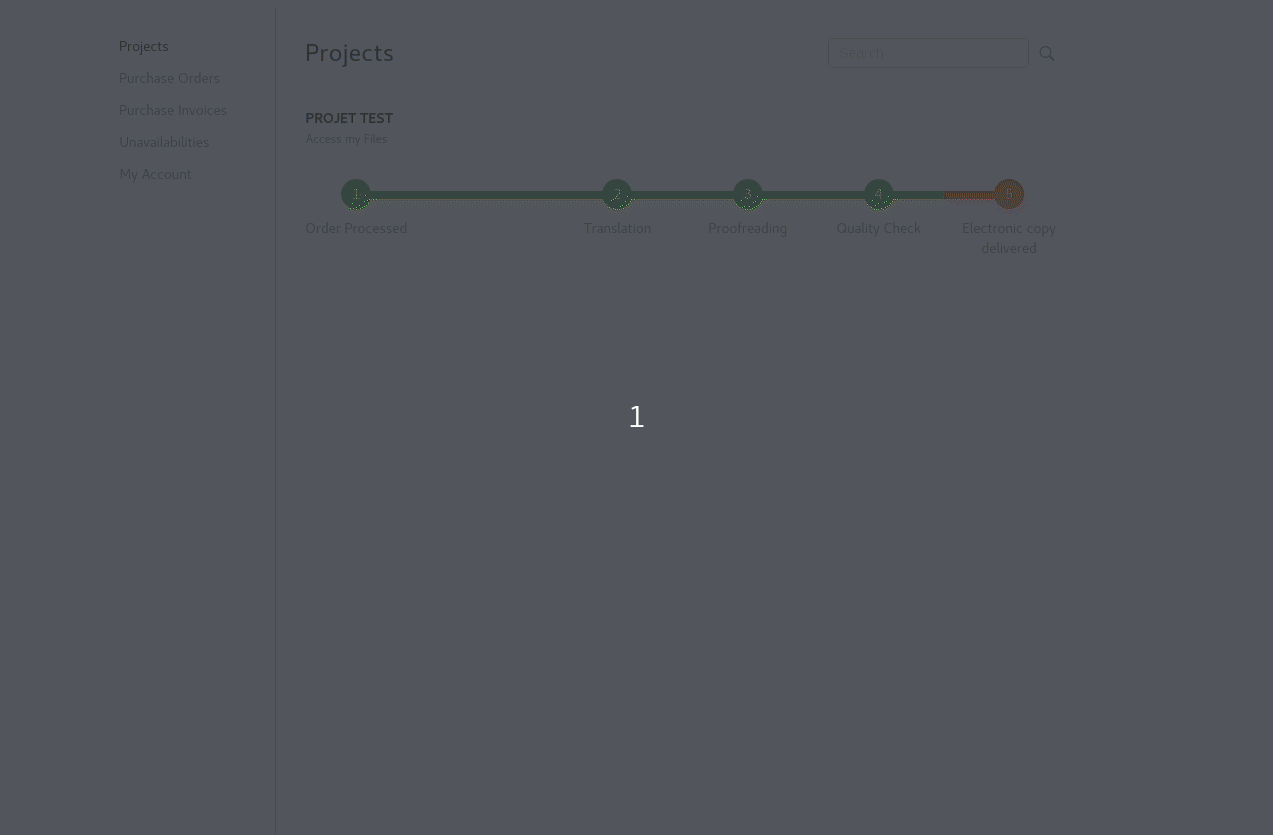 Projects
Purchase Orders
Purchase Invoices
Unavailabilities
My Account
Projects
Search...
PROJET TEST
Access my Files
1 2 3 4 5
Order Processed Translation Proofreading Quality Check Electronic copy
delivered
1